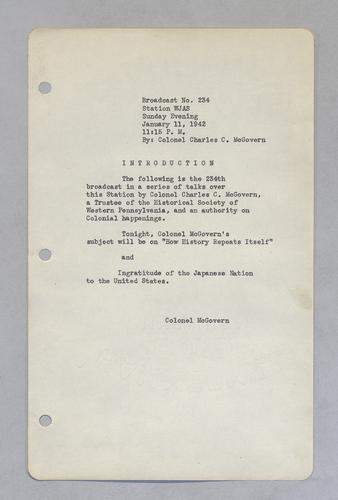 Broadcast No. 234
Station WJAS
Sunday Evening
January 11, 1942
11:15 P. M.
By: Colonel Charles C. McGovern
INTRODUCTION
The following is the 234th
broadcast in a series of talks over
this Station by Colonel Charles C. McGovern,
a Trustee of the Historical Society of
Western Pennsylvania, and an authority on
Colonial happenings.
Tonight, Colonel McGovern's
subject will be on "How History Repeats Itself"
and
Ingratitude of the Japanese Nation
to the United States.
Colonel McGovern